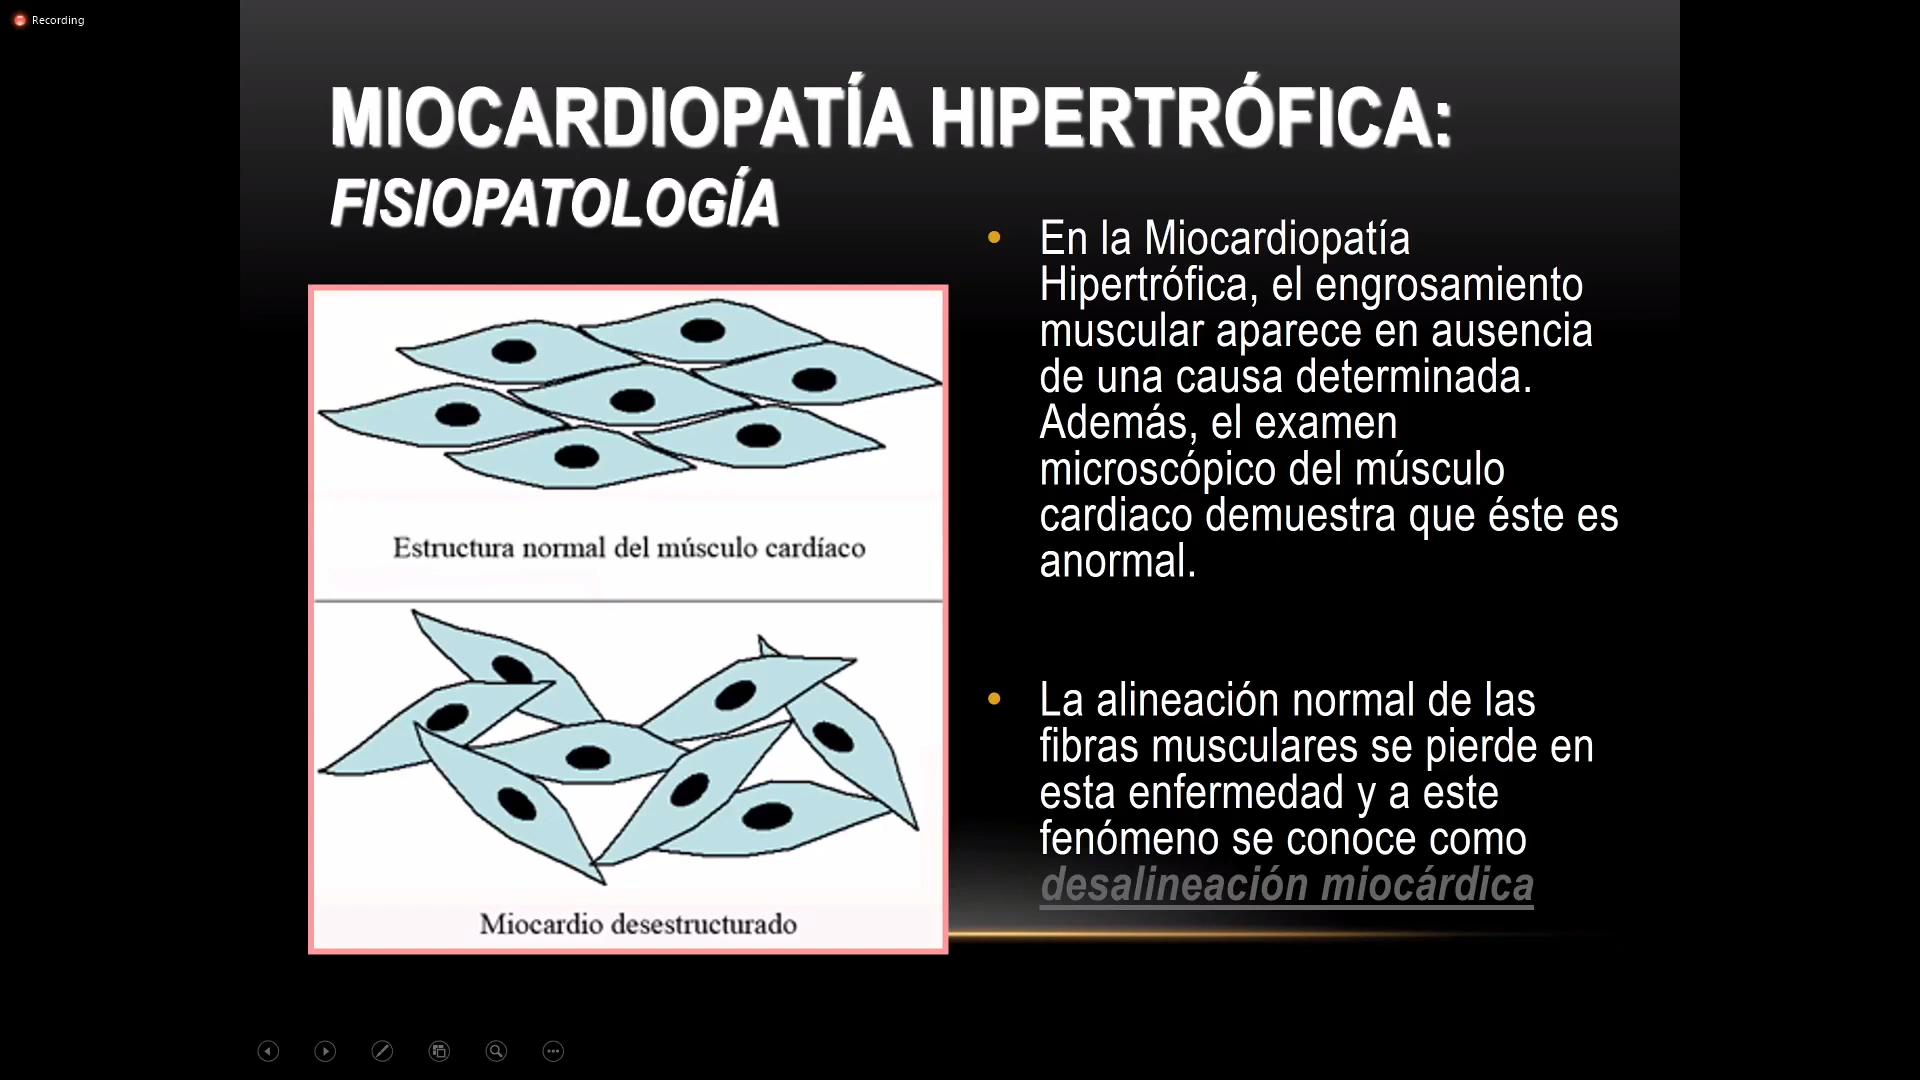 Recording
MIOCARDIOPATÍA HIPERTRÓFICA:
FISIOPATOLOGÍA
Estructura normal del músculo cardíaco
Miocardio desestructurado
• En la Miocardiopatía
Hipertrófica, el engrosamiento
muscular aparece en ausencia
de una causa determinada.
Además, el examen
microscópico del músculo
cardiaco demuestra que éste es
anormal.
• La alineación normal de las
fibras musculares se pierde en
esta enfermedad y a este
fenómeno se conoce como
desalineación miocárdica